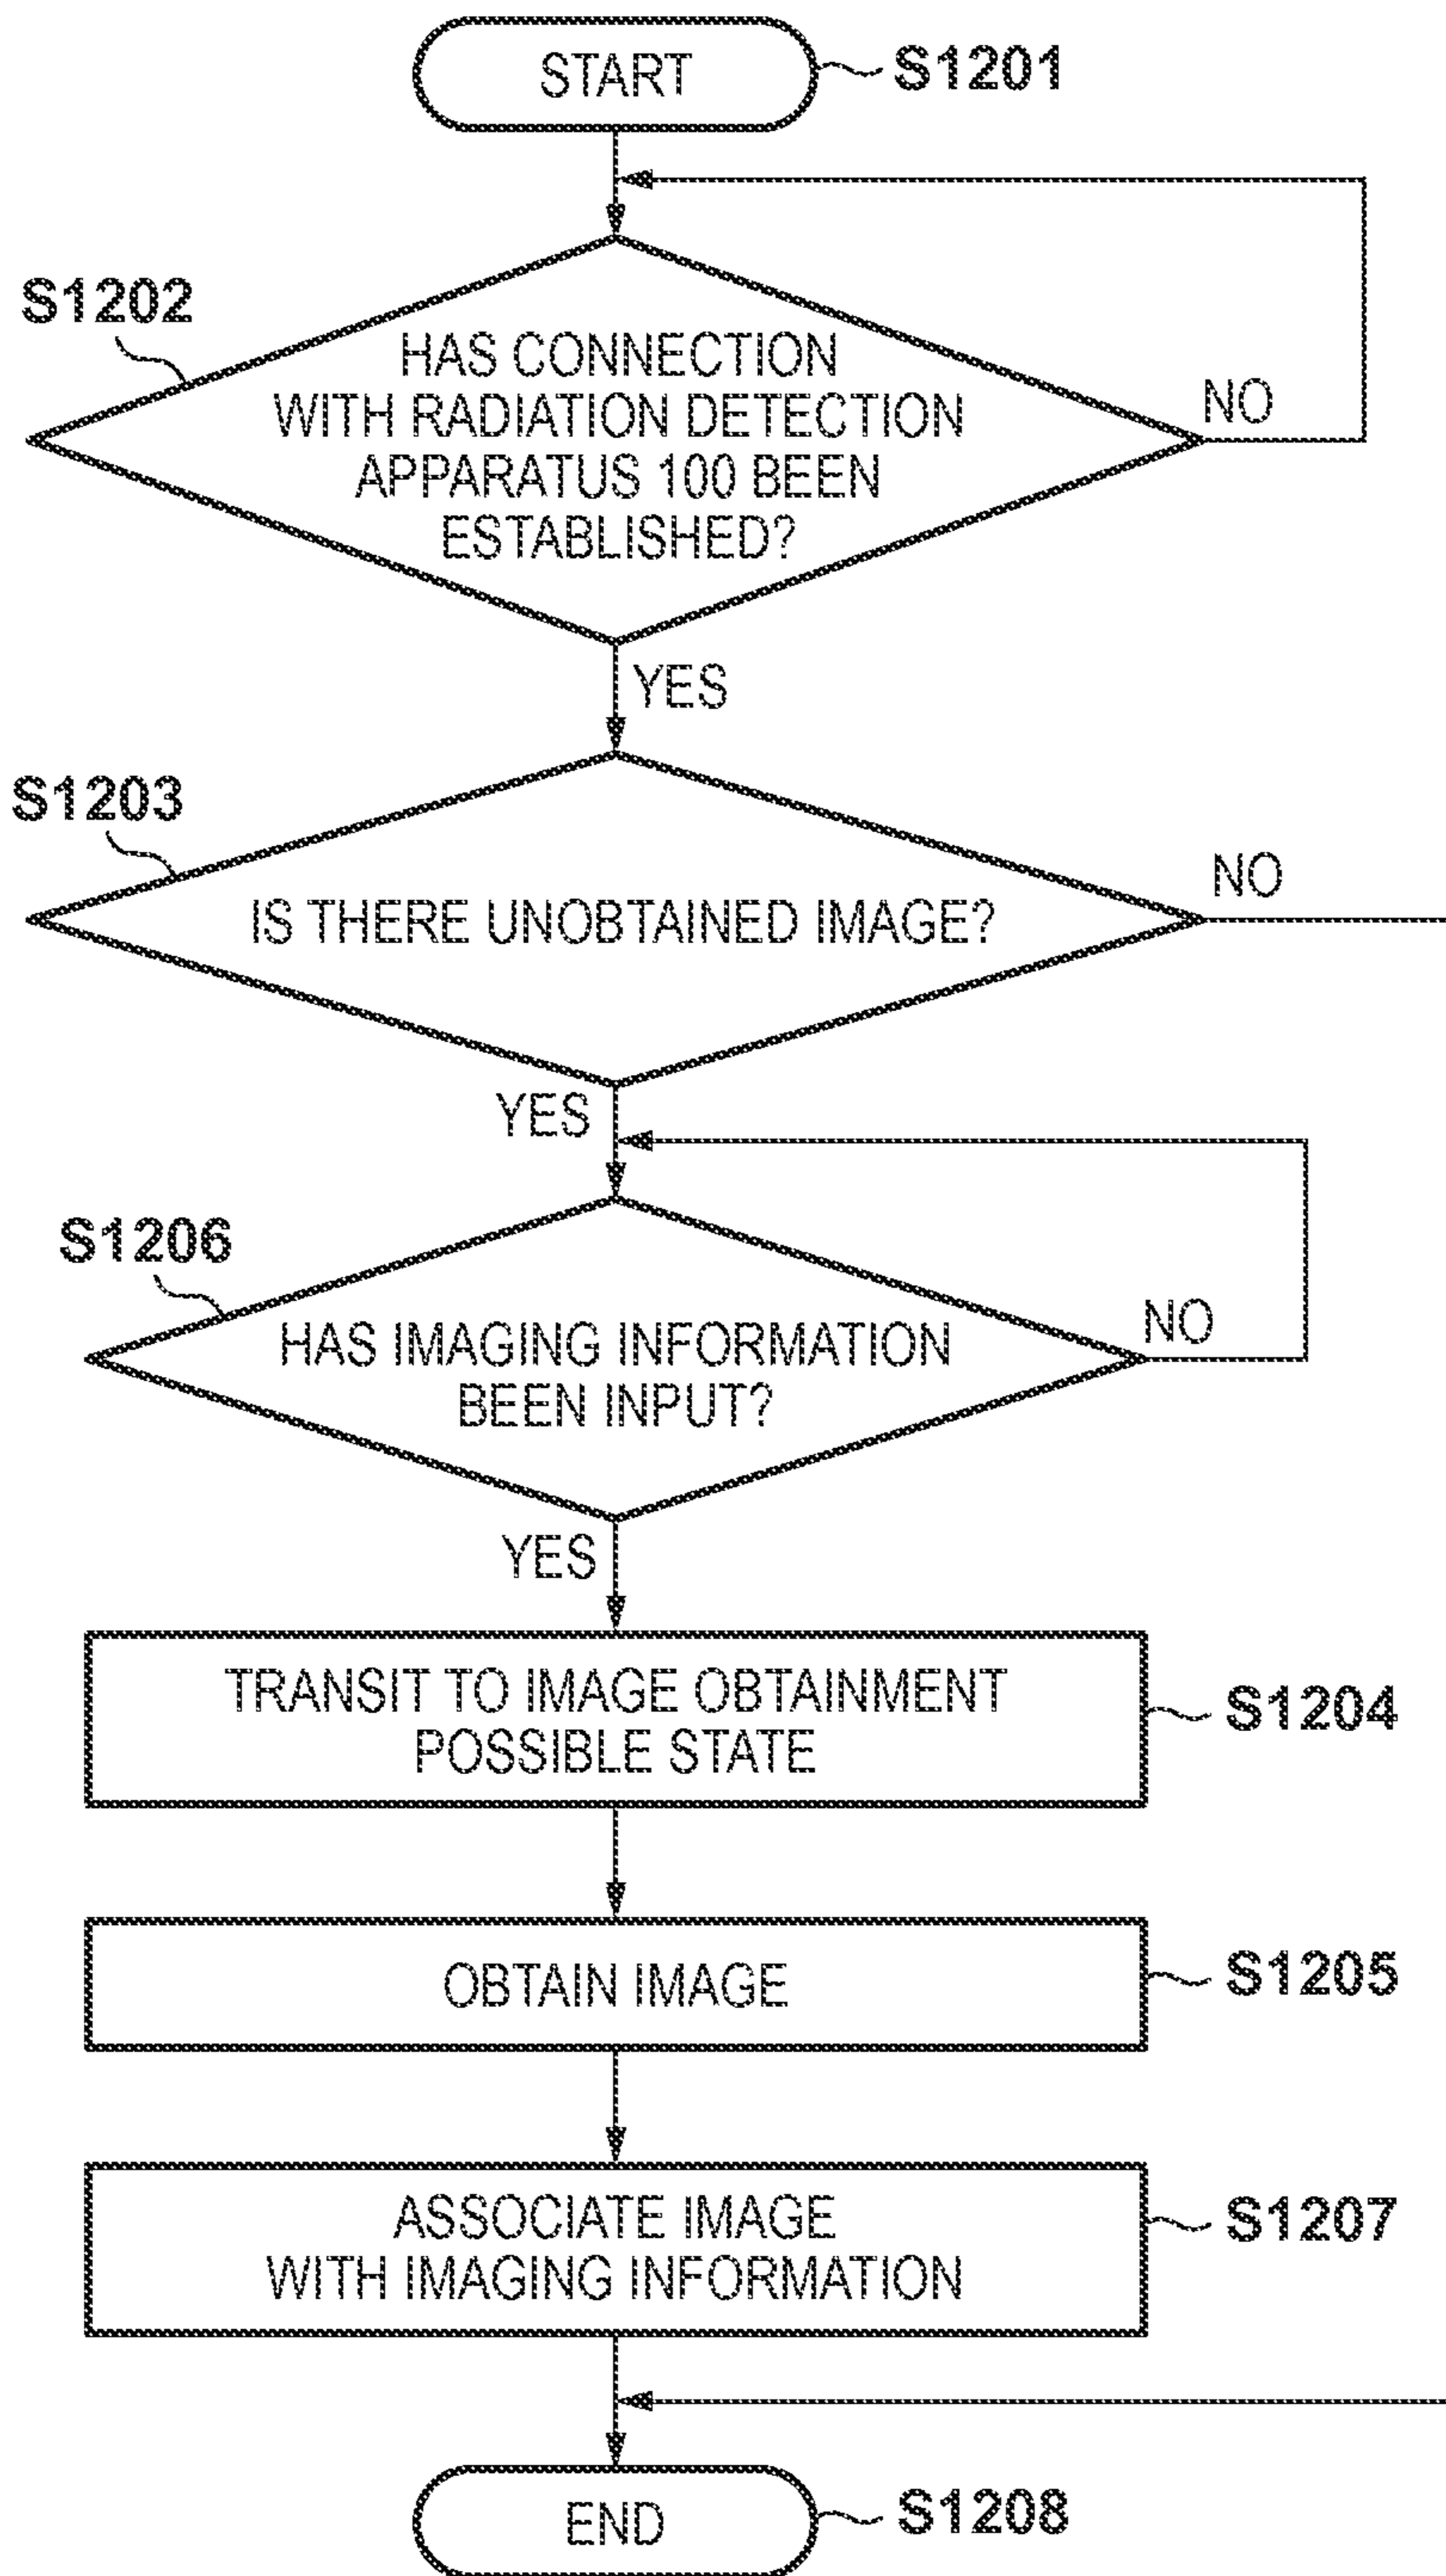 START
S1201
S1202
HAS CONNECTION
WITH RADIATION DETECTION
APPARATUS 100 BEEN
ESTABLISHED?
NO
YES
S1203
IS THERE UNOBTAINED IMAGE?
NO
YES
S1206
HAS IMAGING INFORMATION
BEEN INPUT?
NO
YES
TRANSIT TO IMAGE OBTAINMENT
POSSIBLE STATE
S1204
OBTAIN IMAGE
S1205
ASSOCIATE IMAGE
WITH IMAGING INFORMATION
S1207
END
S1208